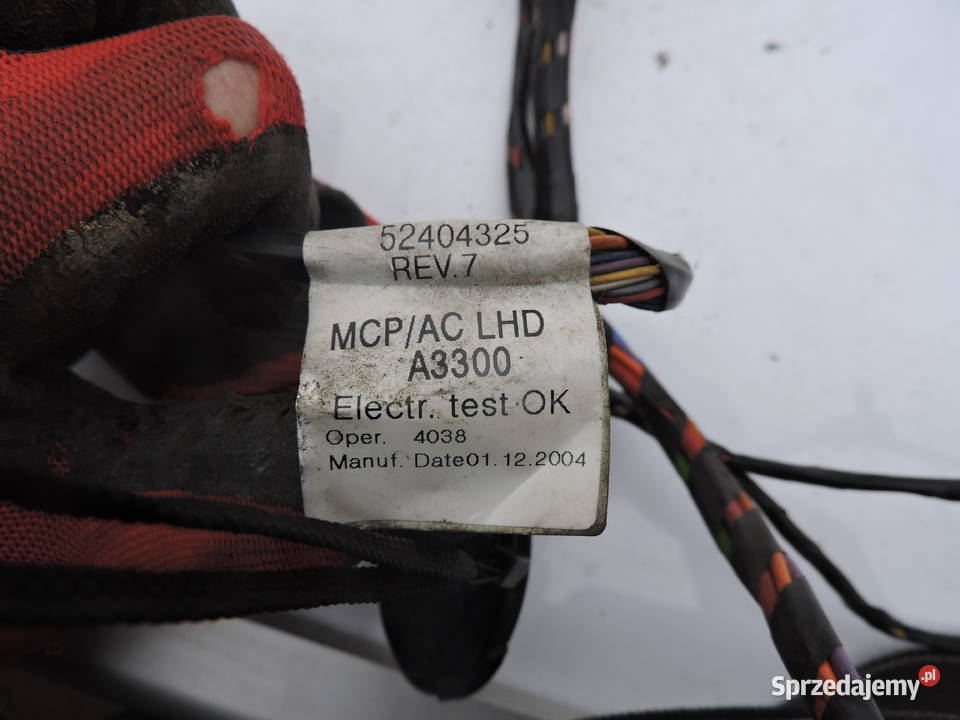 52404325
REV.7
MCP/AC LHD
A3300
Electr. test OK
Oper. 4038
Manuf. Date01.12.2004
Sprzedajemy.pl